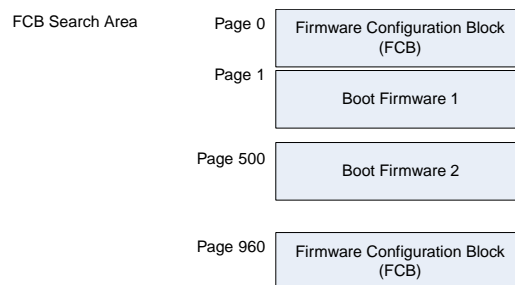 FCB Search Area
Page 0
Firmware Configuration Block
(FCB)
Page 1
Boot Firmware 1
Page 500
Boot Firmware 2
Page 960
Firmware Configuration Block
(FCB)